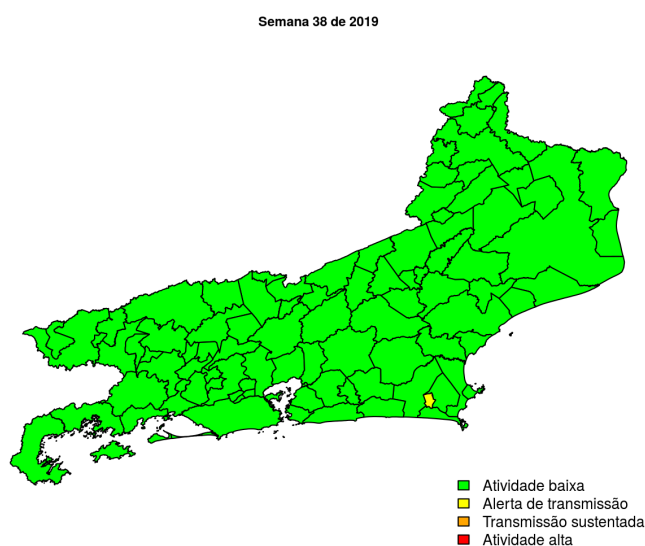 Semana 38 de 2019
Atividade baixa
Alerta de transmissão
Transmissão sustentada
Atividade alta